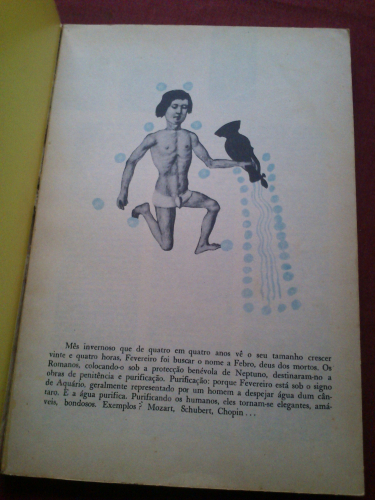 Mês invernoso que de quatro em quatro anos vê o seu tamanho crescer
vinte e quatro horas, Fevereiro foi buscar o nome a Febro, deus dos mortos. Os
Romanos, colocando-o sob a protecção benévola de Neptuno, destinaram-no a
obras de penitência e purificação. Purificação: porque Fevereiro está sob o signo
de Aquário, geralmente representado por um homem a despejar água dum cân-
taro. E a água purifica. Purificando os humanos, eles tornam-se elegantes, amá-
veis, bondosos. Exemplos? Mozart, Schubert, Chopin...